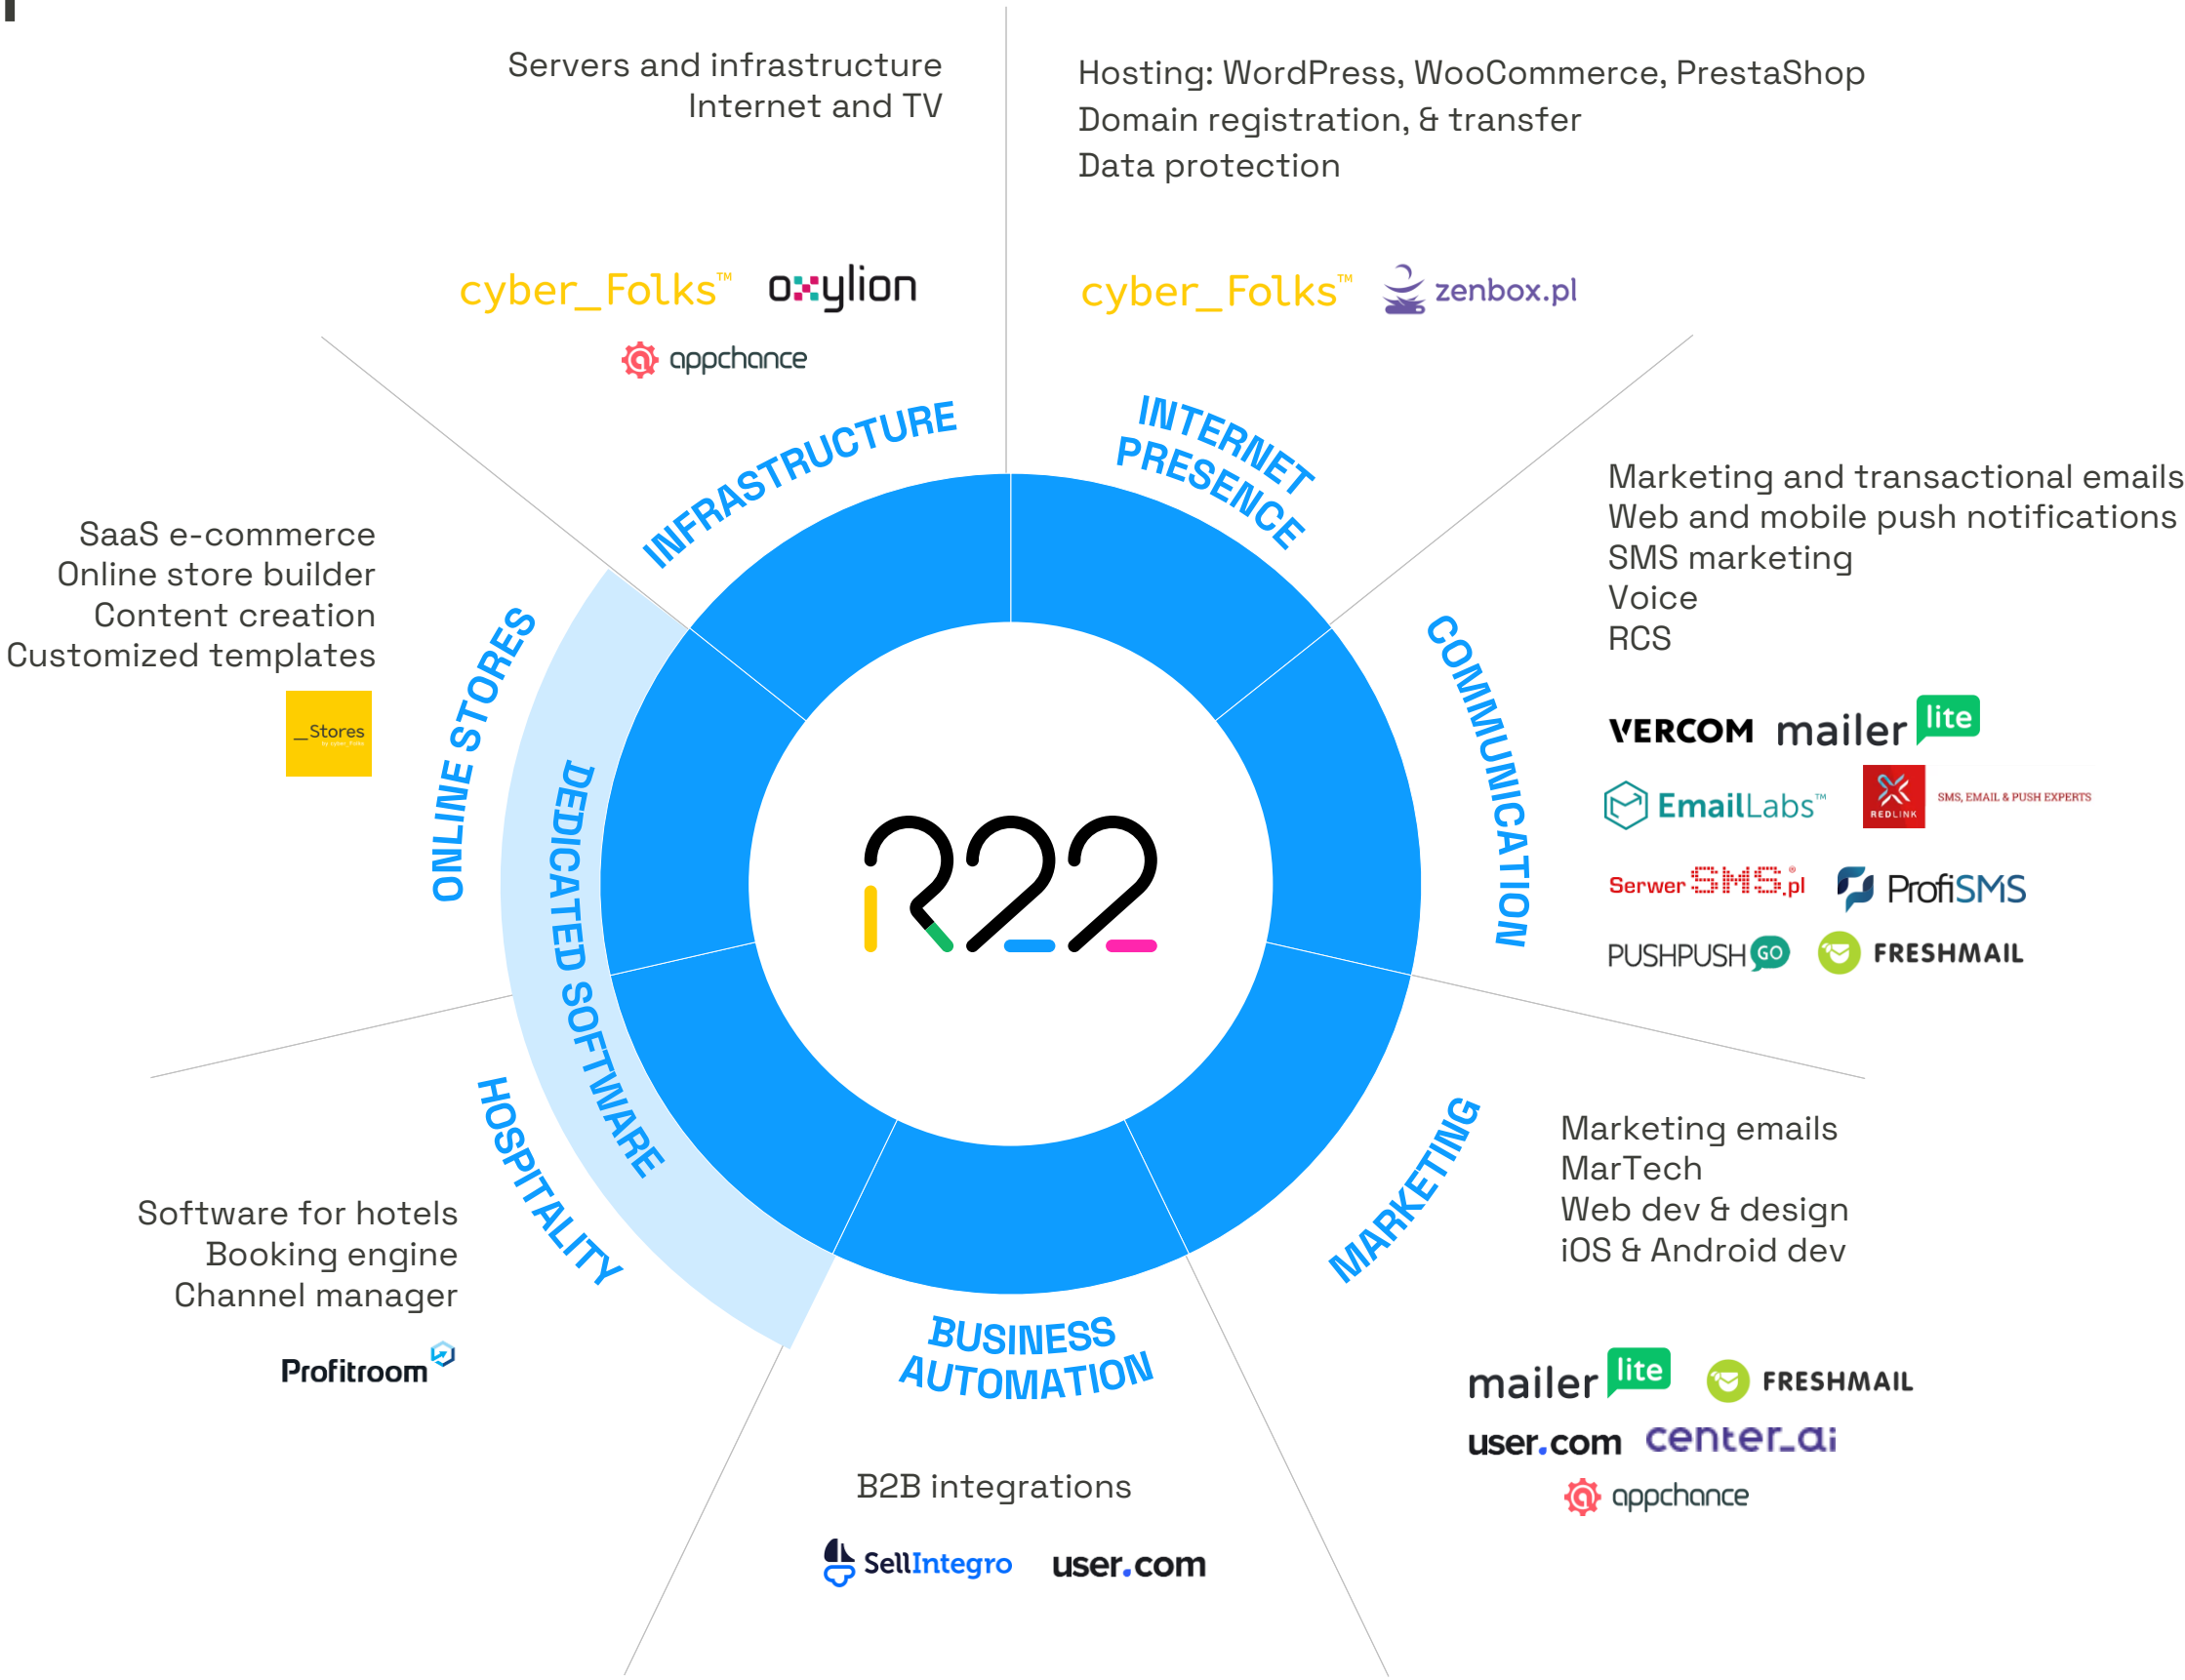 Servers and infrastructure
Internet and TV
cyber_Folks™ oxylion
appchance
INFRASTRUCTURE
Hosting: WordPress, WooCommerce, PrestaShop
Domain registration, & transfer
Data protection
cyber_Folks™ zenbox.pl
INTERNET
PRESENCE
Marketing and transactional emails
Web and mobile push notifications
SMS marketing
Voice
RCS
VERCOM mailer lite
EmailLabs™ REDLINK SMS, EMAIL & PUSH EXPERTS
Serwer SMS.pl® ProfiSMS
PUSHPUSH GO FRESHMAIL
COMMUNICATION
Marketing emails
MarTech
Web dev & design
iOS & Android dev
mailer lite FRESHMAIL
user.com center_ai
appchance
MARKETING
BUSINESS
AUTOMATION
B2B integrations
SellIntegro user.com
HOSPITALITY
Software for hotels
Booking engine
Channel manager
Profitroom
ONLINE STORES
SaaS e-commerce
Online store builder
Content creation
Customized templates
_Stores
by cyber_Folks
DEDICATED SOFTWARE
R22